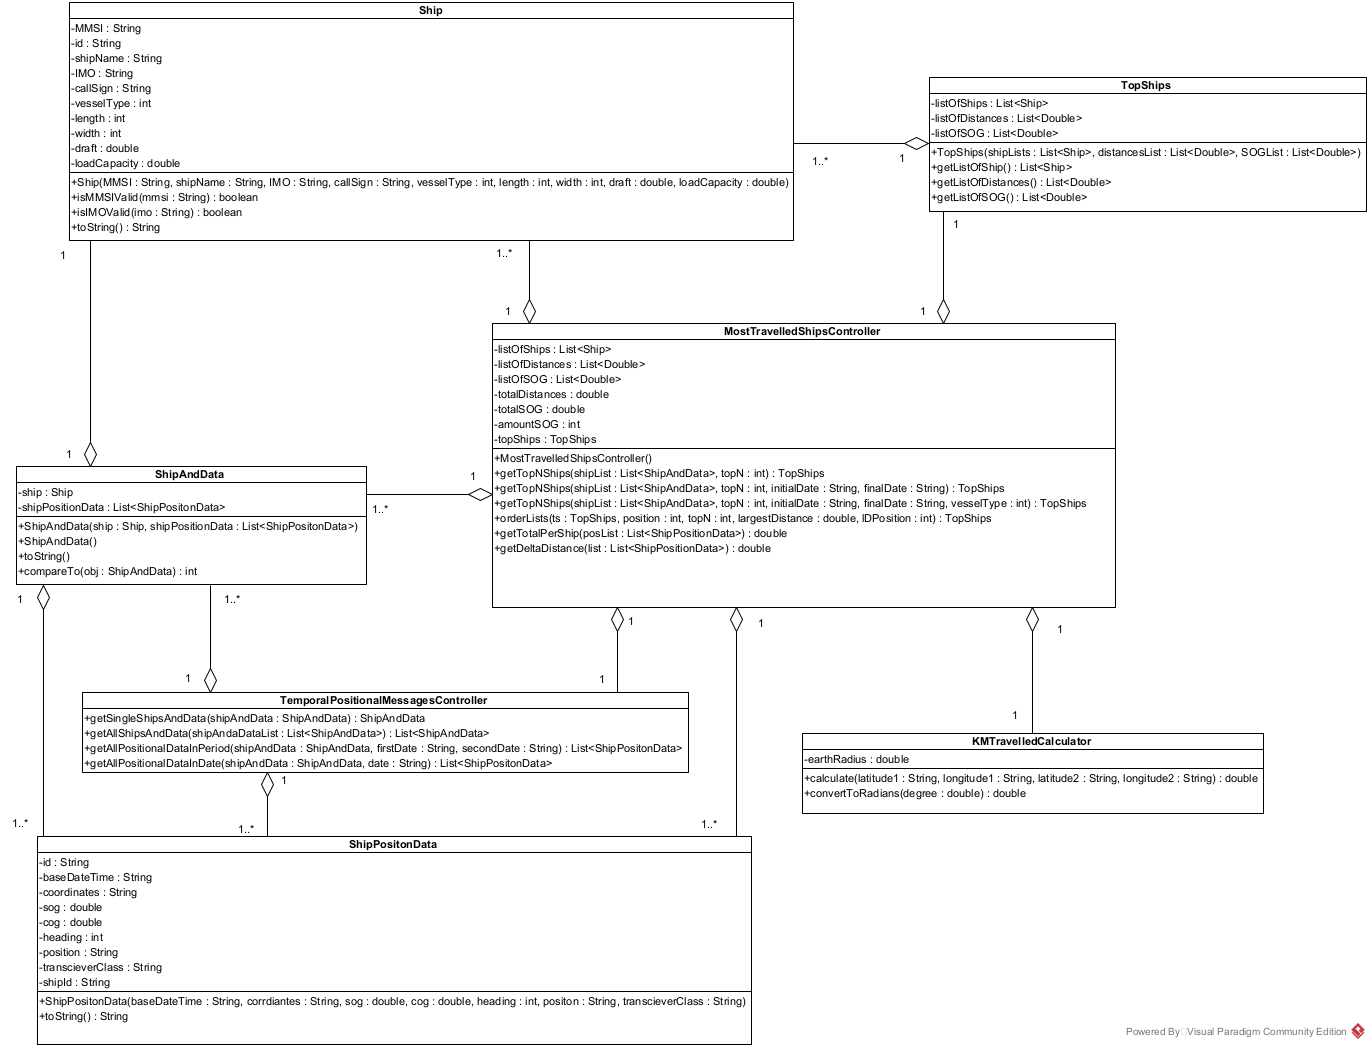 Ship
-MMSI : String
-id : String
-shipName : String
-IMO : String
-callSign : String
-vesselType : int
-length : int
-width : int
-draft : double
-loadCapacity : double
+Ship(MMSI : String, shipName : String, IMO : String, callSign : String, vesselType : int, length : int, width : int, draft : double, loadCapacity : double)
+isMMSIValid(mmsi : String) : boolean
+isIMOValid(imo : String) : boolean
+toString() : String
TopShips
-listOfShips : List<Ship>
-listOfDistances : List<Double>
-listOfSOG : List<Double>
+TopShips(shipLists : List<Ship>, distancesList : List<Double>, SOGList : List<Double>)
+getListOfShip() : List<Ship>
+getListOfDistances() : List<Double>
+getListOfSOG() : List<Double>
1..*
1
1
1..*
1
1
1
MostTravelledShipsController
-listOfShips : List<Ship>
-listOfDistances : List<Double>
-listOfSOG : List<Double>
-totalDistances : double
-totalSOG : double
-amountSOG : int
-topShips : TopShips
+MostTravelledShipsController()
+getTopNShips(shipList : List<ShipAndData>, topN : int) : TopShips
+getTopNShips(shipList : List<ShipAndData>, topN : int, initialDate : String, finalDate : String) : TopShips
+getTopNShips(shipList : List<ShipAndData>, topN : int, initialDate : String, finalDate : String, vesselType : int) : TopShips
+orderLists(ts : TopShips, position : int, topN : int, largestDistance : double, lDPosition : int) : TopShips
+getTotalPerShip(posList : List<ShipPositonData>) : double
+getDeltaDistance(list : List<ShipPositionData>) : double
1
1
1..*
ShipAndData
-ship : Ship
-shipPositionData : List<ShipPositonData>
+ShipAndData(ship : Ship, shipPositionData : List<ShipPositonData>)
+ShipAndData()
+toString()
+compareTo(obj : ShipAndData) : int
1
1..*
1
1
1
1
1
TemporalPositionalMessagesController
+getSingleShipsAndData(shipAndData : ShipAndData) : ShipAndData
+getAllShipsAndData(shipAndaDataList : List<ShipAndData>) : List<ShipAndData>
+getAllPositionalDataInPeriod(shipAndData : ShipAndData, firstDate : String, secondDate : String) : List<ShipPositonData>
+getAllPositionalDataInDate(shipAndData : ShipAndData, date : String) : List<ShipPositonData>
1
KMTravelledCalculator
-earthRadius : double
+calculate(latitude1 : String, longitude1 : String, latitude2 : String, longitude2 : String) : double
+convertToRadians(degree : double) : double
1
1..*
1..*
1..*
ShipPositonData
-id : String
-baseDateTime : String
-coordinates : String
-sog : double
-cog : double
-heading : int
-position : String
-transcieverClass : String
-shipId : String
+ShipPositonData(baseDateTime : String, corrdiantes : String, sog : double, cog : double, heading : int, positon : String, transcieverClass : String)
+toString() : String
Powered By Visual Paradigm Community Edition